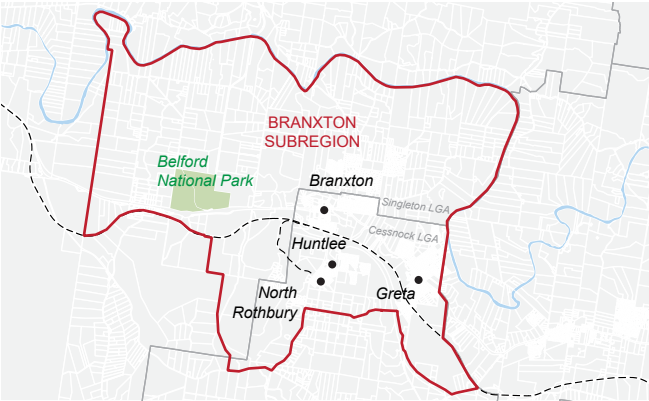 BRANXTON
SUBREGION
Belford
National Park
Branxton
Singleton LGA
Cessnock LGA
Huntlee
North
Rothbury
Greta